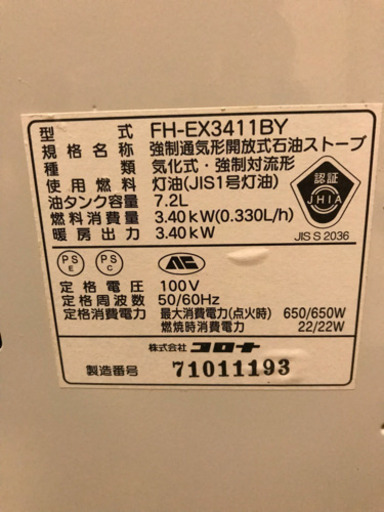 型式 FH-EX3411BY
規格名称 強制通気形開放式石油ストーブ
種類 気化式・強制対流形
使用燃料 灯油(JIS1号灯油)
油タンク容量 7.2L
燃料消費量 3.40kW(0.330L/h)
暖房出力 3.40kW
認証
JHIA
JIS S 2036
PS E
PS C
定格電圧 100V
定格周波数 50/60Hz
定格消費電力 最大消費電力(点火時) 650/650W
燃焼時消費電力 22/22W
株式会社 コロナ
製造番号 71011193